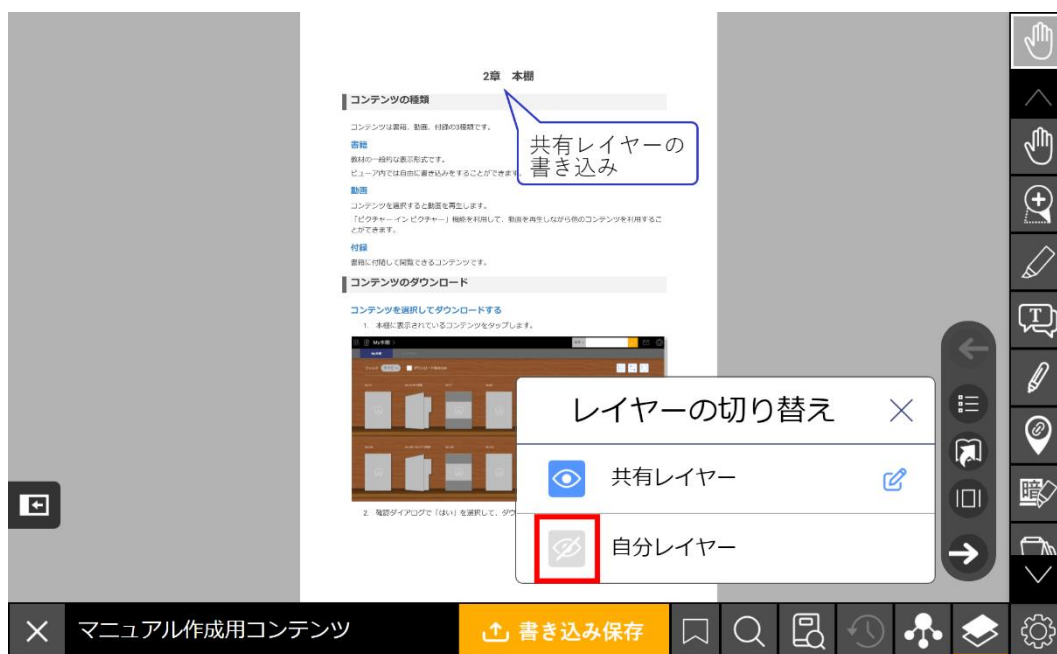 2章 本棚
コンテンツの種類
コンテンツは書籍、動画、付録の3種類です。
書籍
教材の一般的な表示形式です。
ビューア内では自由に書き込みをすることができます
共有レイヤーの
書き込み
動画
コンテンツを選択すると動画を再生します。
「ピクチャー イン ピクチャー」機能を利用して、動画を再生しながら他のコンテンツを利用するこ
とができます。
付録
書籍に付随して閲覧できるコンテンツです。
コンテンツのダウンロード
コンテンツを選択してダウンロードする
1. 本棚に表示されているコンテンツをタップします。
My本棚
2. 確認ダイアログで「はい」を選択して、ダウ
レイヤーの切り替え
共有レイヤー
自分レイヤー
T
暗
マニュアル作成用コンテンツ
書き込み保存